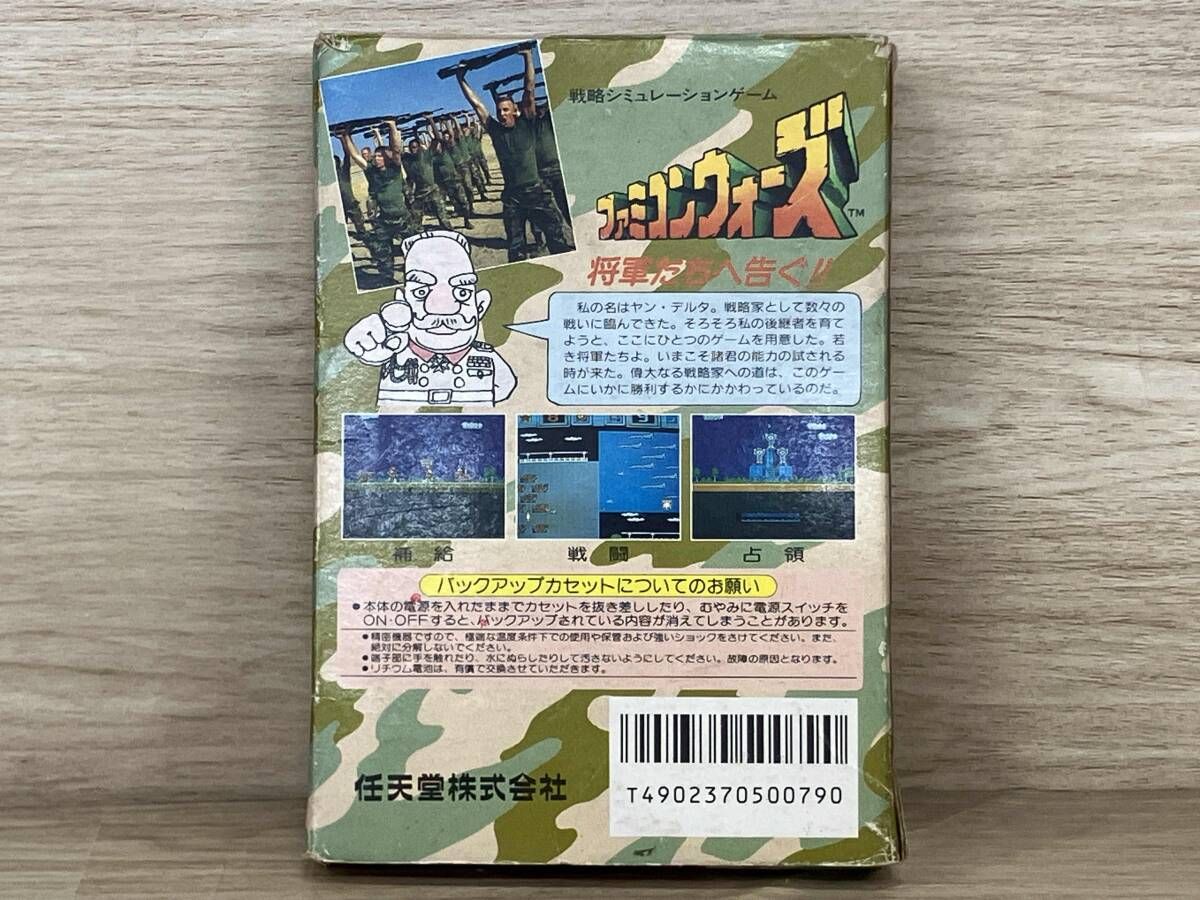 戦略シミュレーションゲーム
ファミコンウォーズ
TM
将軍たちへ告ぐ!!
私の名はヤン・デルタ。戦略家として数々の
戦いに臨んできた。そろそろ私の後継者を育て
ようと、ここにひとつのゲームを用意した。若
き将軍たちよ。いまこそ諸君の能力の試される
時が来た。偉大なる戦略家への道は、このゲー
ムにいかに勝利するかにかかわっているのだ。
補給
戦闘
占領
バックアップカセットについてのお願い
●本体の電源を入れたままでカセットを抜き差ししたり、むやみに電源スイッチを
ON・OFFすると、バックアップされている内容が消えてしまうことがあります。
●精密機器ですので、極端な温度条件下での使用や保管および強いショックをさけてください。また、
絶対に分解しないでください。
●端子部に手を触れたり、水にぬらしたりして汚さないようにしてください。故障の原因となります。
●リチウム電池は、有償で交換させていただきます。
任天堂株式会社
T4902370500790